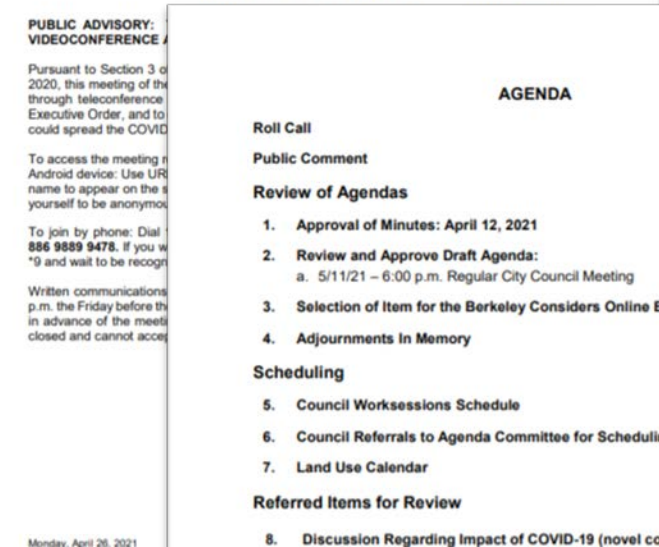 PUBLIC ADVISORY:
VIDEOCONFERENCE
Pursuant to Section 3
2020, this meeting of the
through teleconference
Executive Order, and to
could spread the COVID
To access the meeting
Android device: Use
name to appear on the
yourself to be
To join by phone: Dial
886 9889 9478. If you
*9 and wait to be
Written communications
p.m. the Friday before
in advance of the
closed and cannot
Monday, April 26, 2021
AGENDA
Roll Call
Public Comment
Review of Agendas
1. Approval of Minutes: April 12, 2021
2. Review and Approve Draft Agenda:
a. 5/11/21 – 6:00 p.m. Regular City Council Meeting
3. Selection of Item for the Berkeley Considers Online
4. Adjournments In Memory
Scheduling
5. Council Worksessions Schedule
6. Council Referrals to Agenda Committee for
7. Land Use Calendar
Referred Items for Review
8. Discussion Regarding Impact of COVID-19 (novel